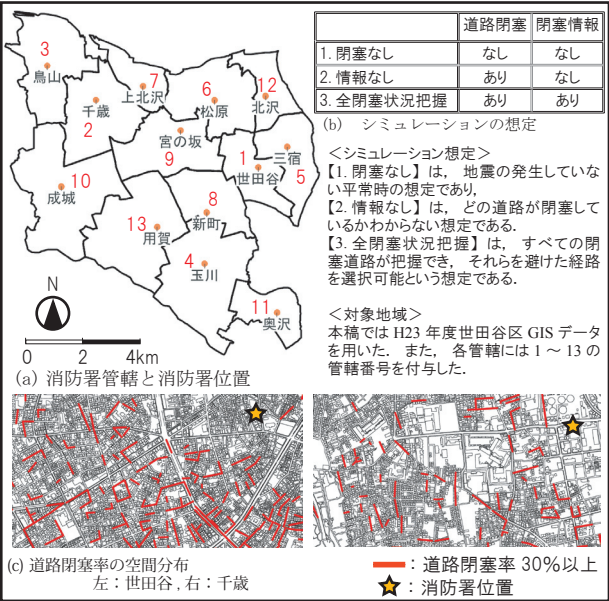 3
烏山
7
上北沢
6
松原
12
北沢
千歳
2
宮の坂
9
1
世田谷
三宿
5
10
成城
8
新町
13
用賀
4
玉川
11
奥沢
N
0 2 4km
(a) 消防署管轄と消防署位置
道路閉塞 閉塞情報
1. 閉塞なし なし なし
2. 情報なし あり なし
3. 全閉塞状況把握 あり あり
(b) シミュレーションの想定
＜シミュレーション想定＞
【1. 閉塞なし】は， 地震の発生していな
い平常時の想定であり，
【2. 情報なし】は， どの道路が閉塞して
いるかわからない想定である．
【3. 全閉塞状況把握】は， すべての閉
塞道路が把握でき， それらを避けた経路
を選択可能という想定である．
＜対象地域＞
本稿では H23 年度世田谷区 GIS データ
を用いた． また， 各管轄には 1 ～ 13 の
管轄番号を付与した．
(c) 道路閉塞率の空間分布
左：世田谷 , 右：千歳
：道路閉塞率 30％以上
：消防署位置